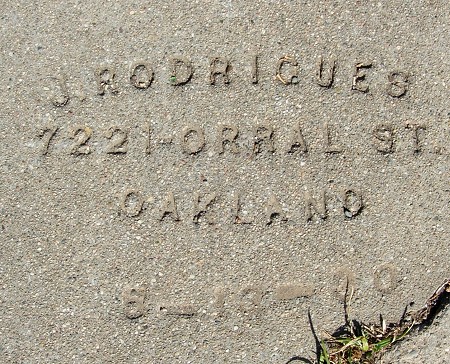 J. RODRIGUES
7221-ORRAL ST.
OAKLAND